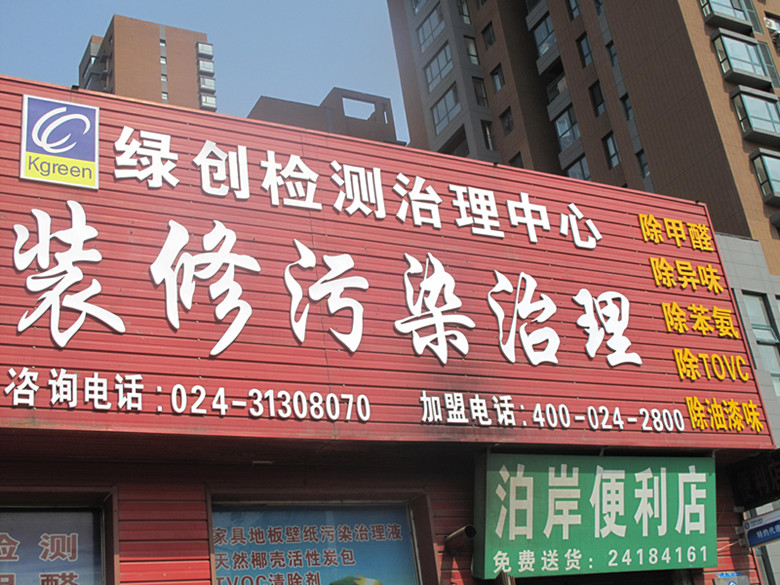 Kgreen
绿创检测治理中心
装修污染治理
除甲醛
除异味
除苯氨
除TOVC
除油漆味
咨询电话:024-31308070
加盟电话:400-024-2800
泊岸便利店
免费送货:24184161
检测
甲醛
家具地板壁纸污染治理液
天然椰壳活性炭包
TVOC清除剂